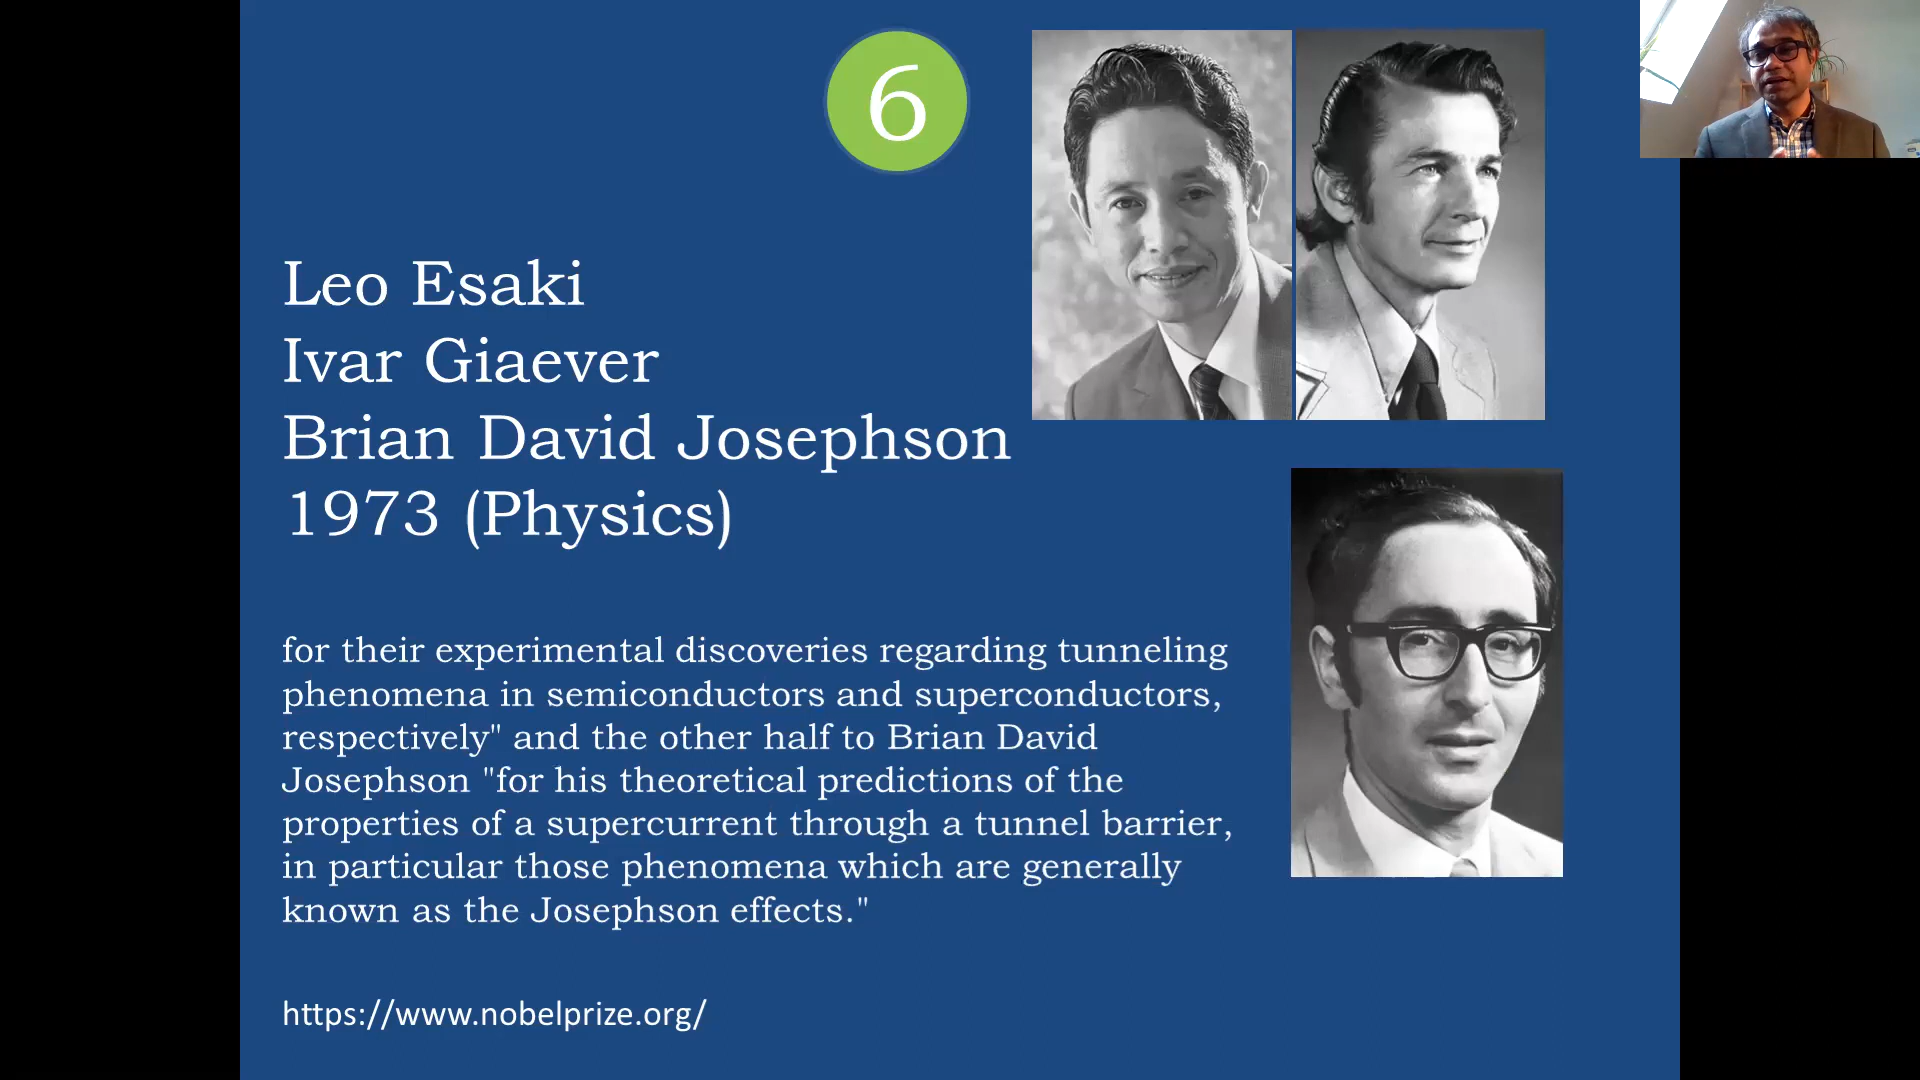 6
Leo Esaki
Ivar Giaever
Brian David Josephson
1973 (Physics)
for their experimental discoveries regarding tunneling
phenomena in semiconductors and superconductors,
respectively" and the other half to Brian David
Josephson "for his theoretical predictions of the
properties of a supercurrent through a tunnel barrier,
in particular those phenomena which are generally
known as the Josephson effects."
https://www.nobelprize.org/